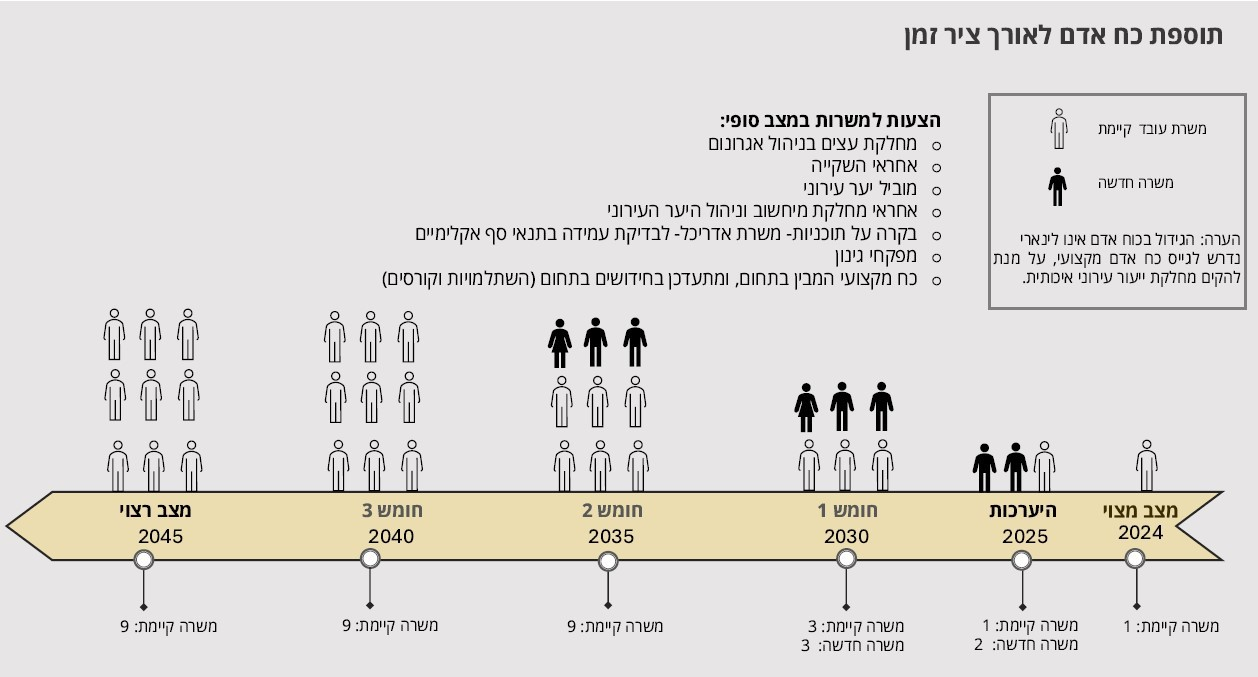 תוספת כח אדם לאורך ציר זמן
משרת עובד קיימת
משרה חדשה
הערה: הגידול בכוח אדם אינו לינארי
נדרש לגייס כח אדם מקצועי, על מנת
להקים מחלקת ייעור עירוני איכותית.
הצעות למשרות במצב סופי:
מחלקת עצים בניהול אגרונום
אחראי השקייה
מוביל יער עירוני
אחראי מחלקת מיחשוב וניהול היער העירוני
בקרה על תוכניות- משרת אדריכל- לבדיקת עמידה בתנאי סף אקלימיים
מפקחי גינון
כח מקצועי המבין בתחום, ומתעדכן בחידושים בתחום (השתלמויות וקורסים)
מצב מצוי
2024
משרה קיימת: 1
היערכות
2025
משרה קיימת: 1
משרה חדשה: 2
חומש 1
2030
משרה קיימת: 3
משרה חדשה: 3
חומש 2
2035
משרה קיימת: 9
חומש 3
2040
משרה קיימת: 9
מצב רצוי
2045
משרה קיימת: 9